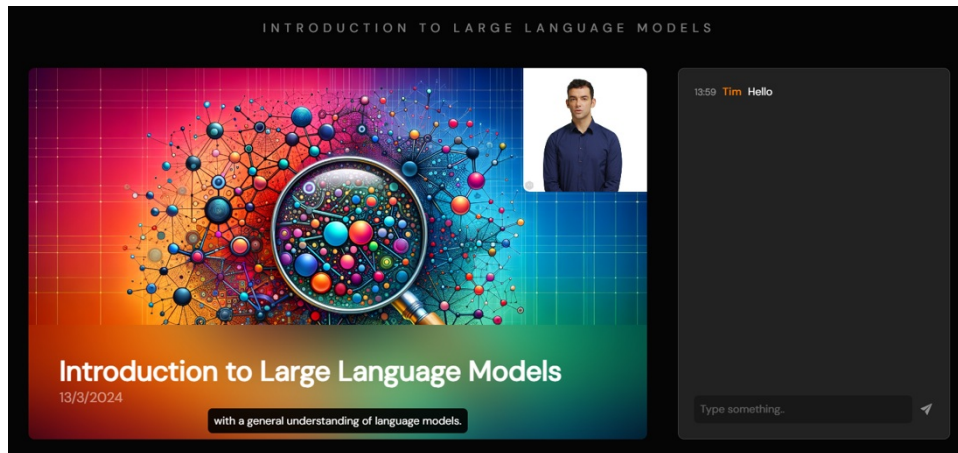 INTRODUCTION TO LARGE LANGUAGE MODELS
Introduction to Large Language Models
13/3/2024
with a general understanding of language models.
13:59 Tim Hello
Type something..